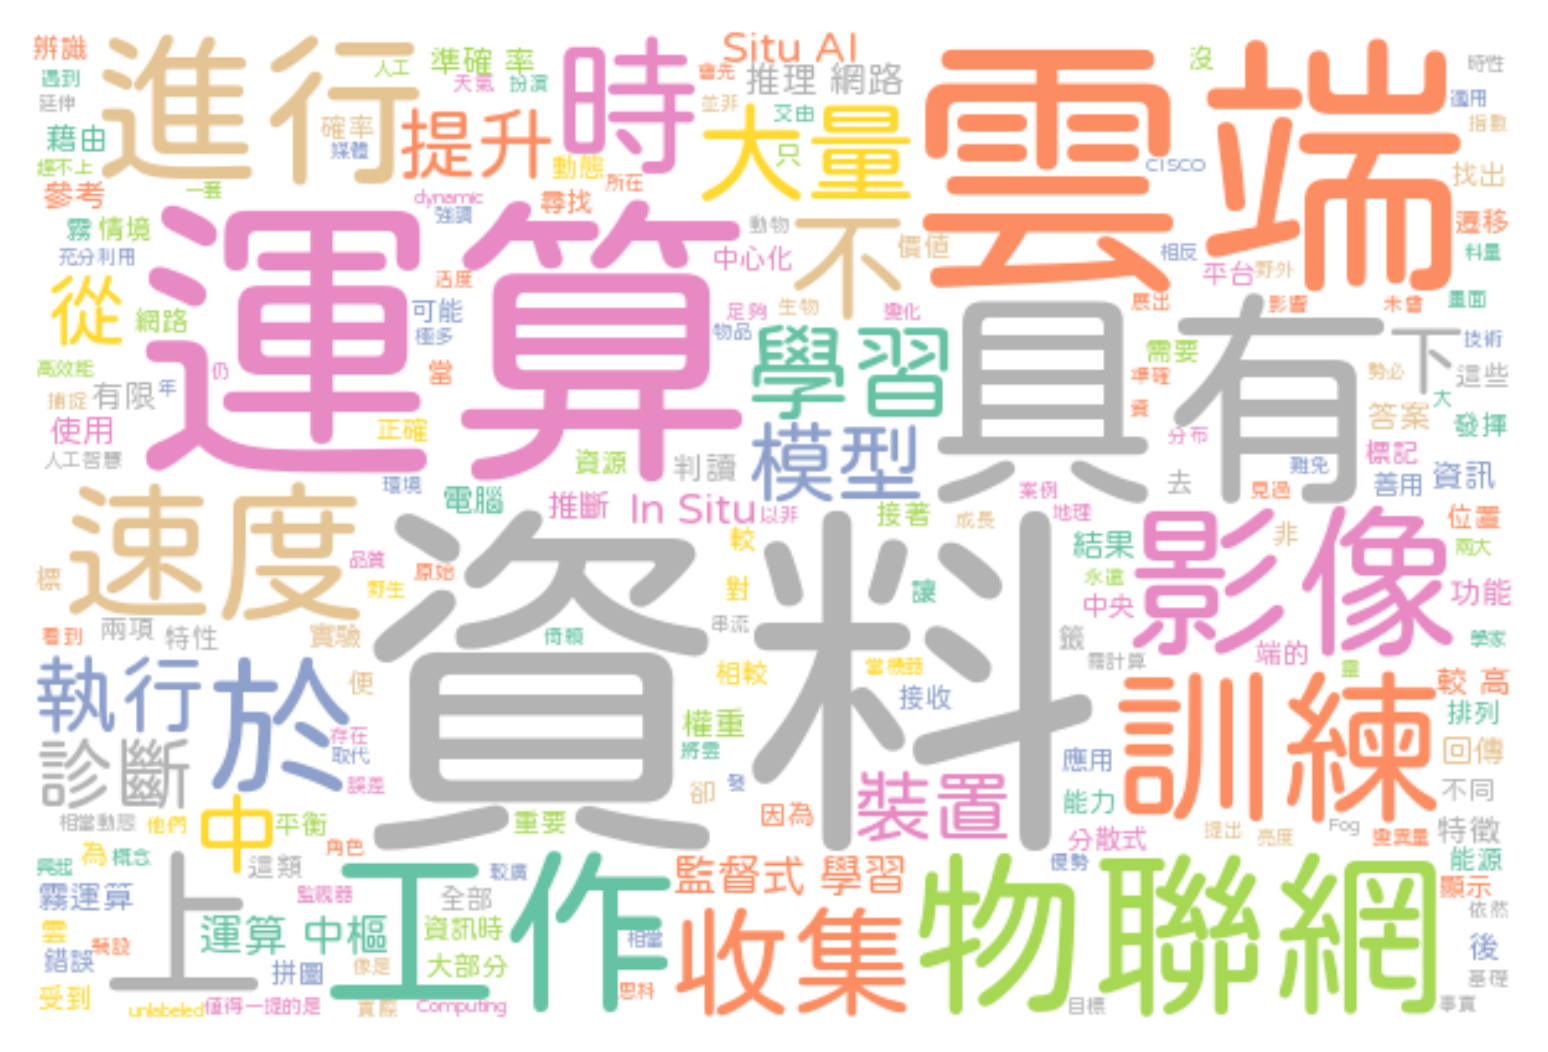 辨識
進行
人工
準確 率
天氣 扮演
時
Situ AI
會先 推理 網路
雲端
沒
時性
遇到
延伸
藉由
趕不上
確率
媒體
提升
動態
並非
大量
交由
只
CISCO
濫用
指數
找出
參考
一套
dynamic
強調
尋找
所在
霧 情境
充分利用
運算
動物
中心化
不
價值
相反
平台 野外
遷移
料量
從
網路
活度
可能
極多
足夠
生物
變化
物品
展出
影響
未曾
畫面
高效能
捕捉
有限
年
仍
當
學習
具有
需要
準確
資
下
技術
勢必
這些
大
使用
人工智慧
正確
環境
資源
判讀
模型
分布
難免
答案
標記
發揮
善用 資訊
速度
電腦
推斷
In Situ
以非
接著
成長
案例
地理
去
見過
位置
兩大
標
品質
野生
原始
資料
較
對
讓
串流
結果
永遠
中央
影像
非
功能
看到
兩項 特性
實驗
倚賴
相較
當機器
接收
籤
霧計算
端的
靈
學家
執行
於
便
存在
取代
誤差
權重
將雲
卻
發
應用
能力
訓練
較 高
排列
回傳
不同
診斷
相當動態 他們
中
平衡
角色
重要
因為
裝置
分散式
提出
亮度
Fog
變異量
特徵
能源
興起
為 概念
這類
上
工作
較廣
監督式 學習
優勢
物聯網
顯示
依然
霧運算
監視器
全部
運算 中樞
資訊時
相當
收集
雲
裝設
錯誤
拼圖
像是
大部分
思科
後
基礎
受到
unlabeled
值得一提的是
實際
Computing
目標
事實